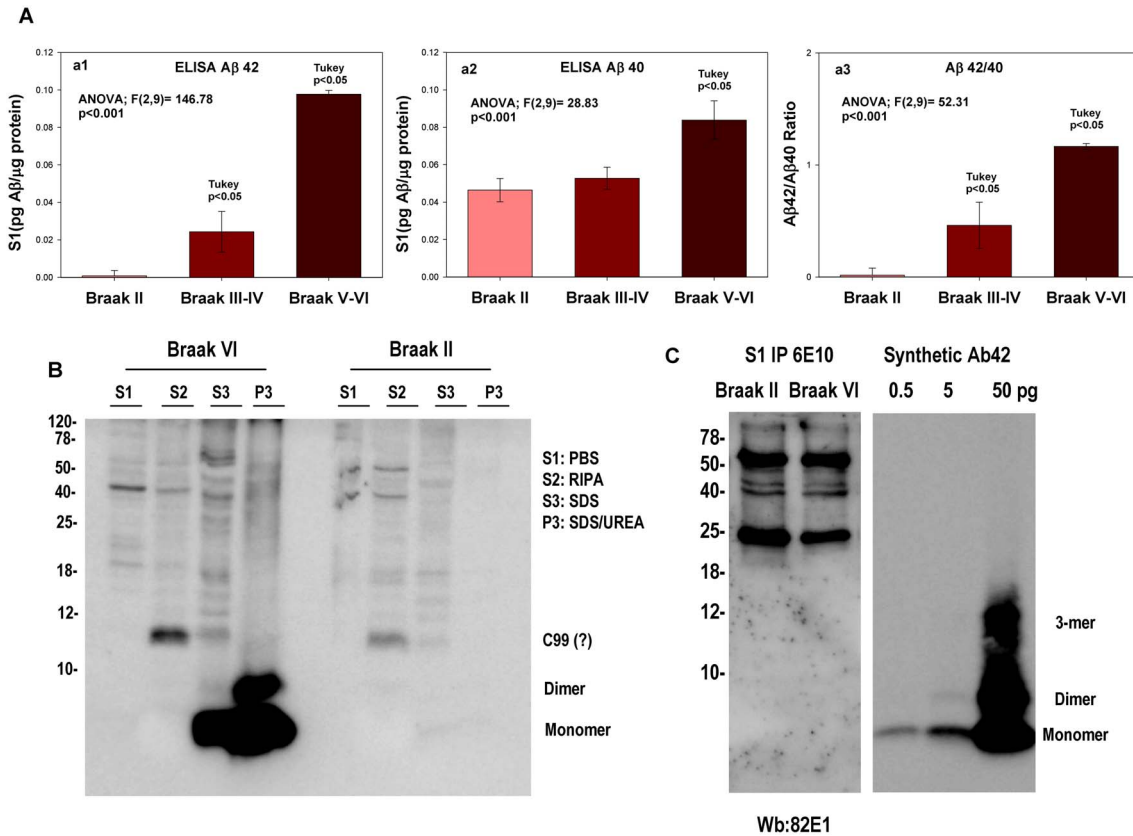 A
a1
ELISA Aβ 42
ANOVA; F(2,9)= 146.78
p<0.001
Tukey
p<0.05
Tukey
p<0.05
S1(pg Aβ/μg protein)
0.12
0.10
0.08
0.06
0.04
0.02
0.00
Braak II
Braak III-IV
Braak V-VI
a2
ELISA Aβ 40
ANOVA; F(2,9)= 28.83
p<0.001
Tukey
p<0.05
S1(pg Aβ/μg protein)
0.12
0.10
0.08
0.06
0.04
0.02
0.00
Braak II
Braak III-IV
Braak V-VI
a3
Aβ 42/40
ANOVA; F(2,9)= 52.31
p<0.001
Tukey
p<0.05
Tukey
p<0.05
Aβ42/Aβ40 Ratio
2
1
0
Braak II
Braak III-IV
Braak V-VI
B
Braak VI
Braak II
S1 S2 S3 P3 S1 S2 S3 P3
120-
78-
50-
40-
25-
18-
12-
10-
S1: PBS
S2: RIPA
S3: SDS
P3: SDS/UREA
C99 (?)
Dimer
Monomer
C
S1 IP 6E10
Synthetic Ab42
Braak II Braak VI
0.5 5 50 pg
78-
50-
40-
25-
18-
12-
10-
3-mer
Dimer
Monomer
Wb:82E1